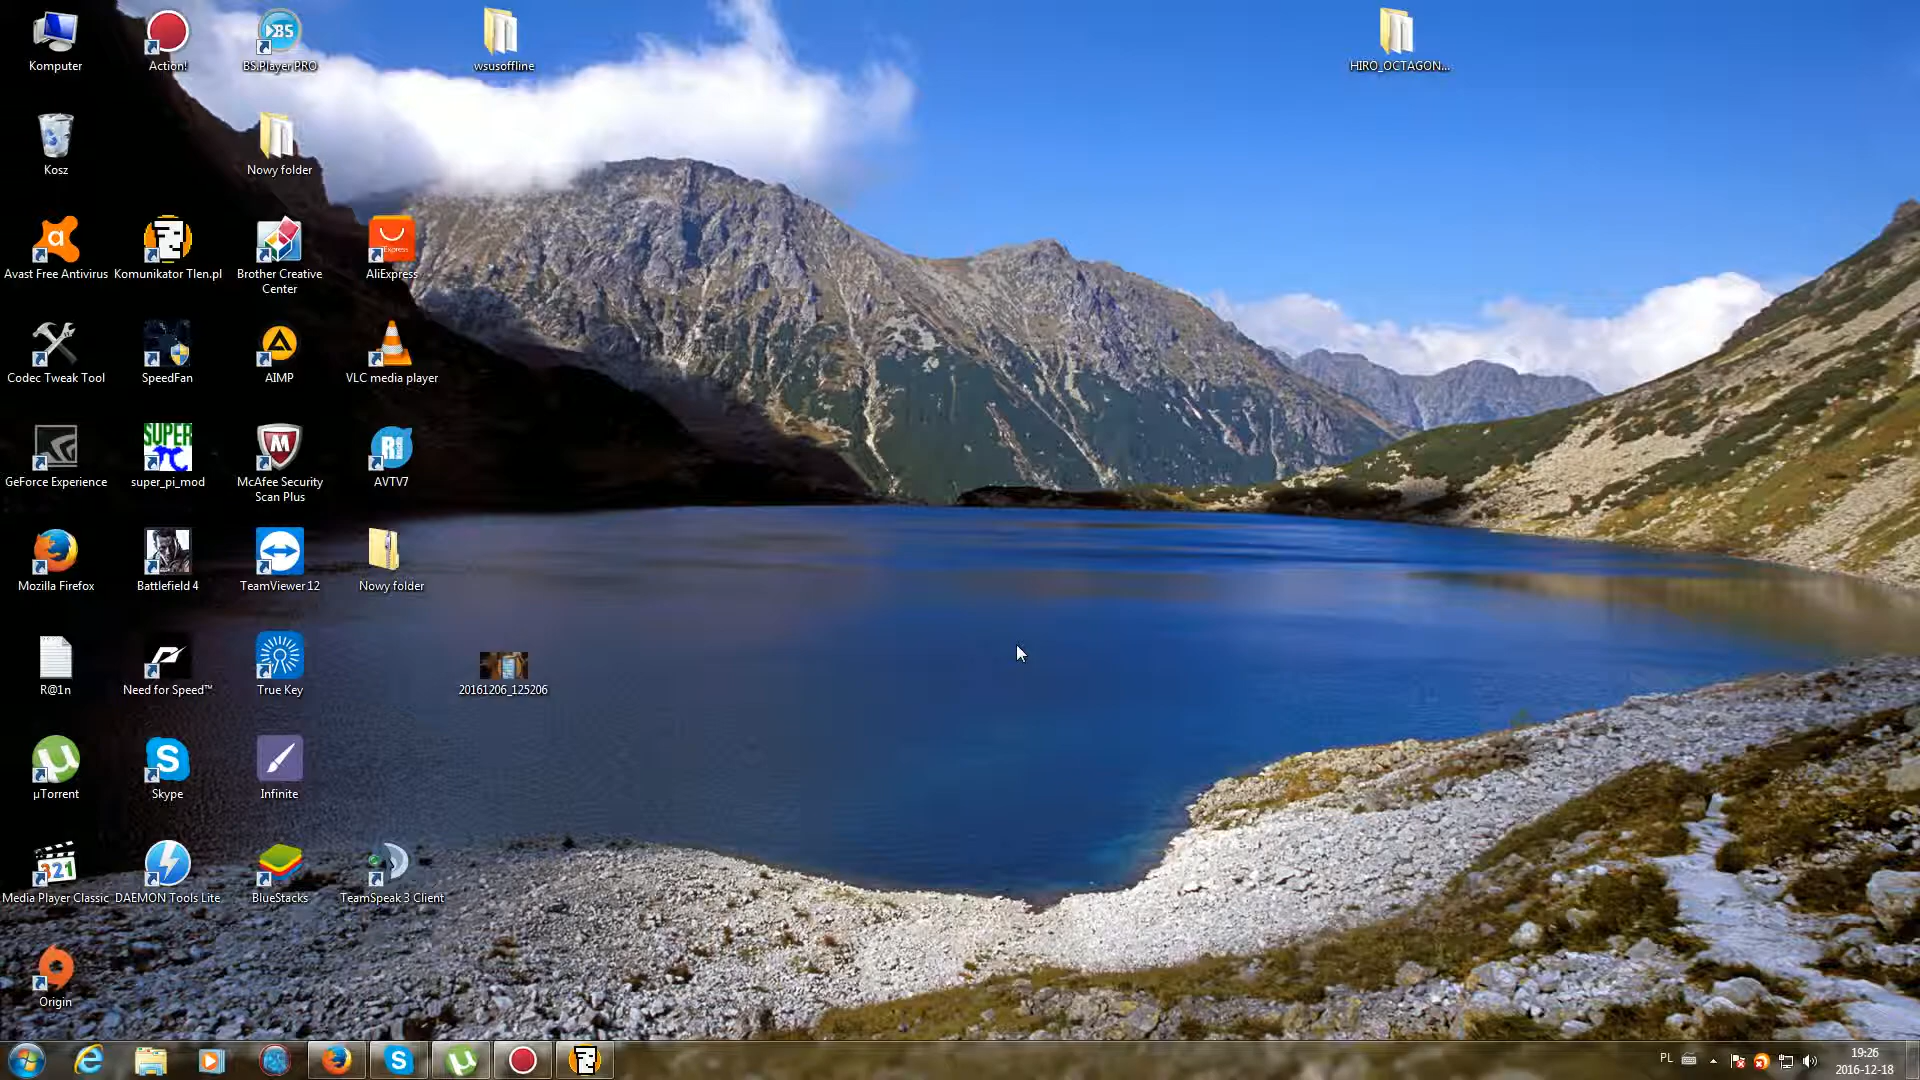 Komputer
Action!
BS.Player PRO
wsusoffline
HIRO_OCTAGON...
Kosz
Nowy folder
Avast Free Antivirus
Komunikator Tlen.pl
Brother Creative
Center
AliExpress
Codec Tweak Tool
SpeedFan
AIMP
VLC media player
GeForce Experience
super_pi_mod
McAfee Security
Scan Plus
AVTV7
Mozilla Firefox
Battlefield 4
TeamViewer 12
Nowy folder
R@1n
Need for Speed™
True Key
20161206_125206
µTorrent
Skype
Infinite
Media Player Classic
DAEMON Tools Lite
BlueStacks
TeamSpeak 3 Client
Origin
PL
19:26
2016-12-18